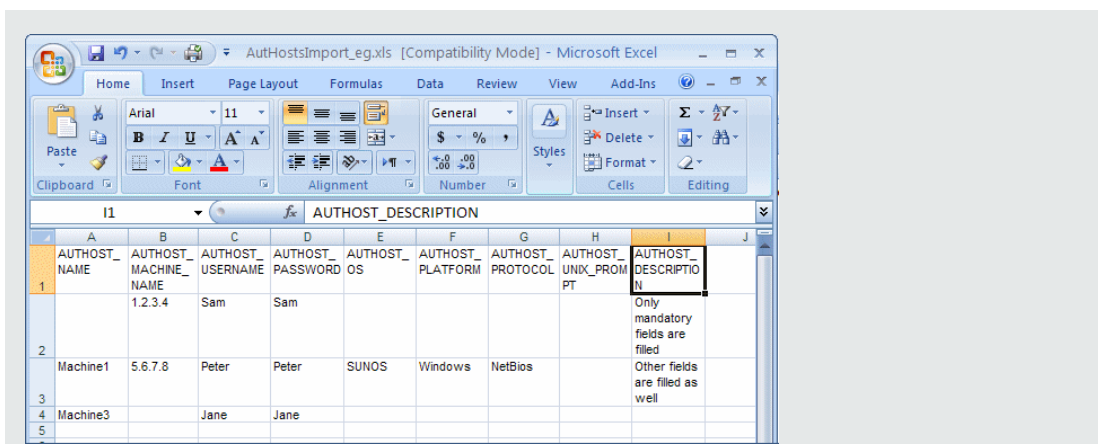 AutHostsImport_eg.xls [Compatibility Mode] - Microsoft Excel
Home Insert Page Layout Formulas Data Review View Add-Ins
Paste
Arial 11
B I U
A A
A
General
$ % ,
.0 .00
.00 .0
A
Styles
Insert
Delete
Format
Σ
A
Z
Clipboard Font Alignment Number Cells Editing
I1 fx AUTHOST_DESCRIPTION
A B C D E F G H I J
1 AUTHOST_
NAME
AUTHOST_
MACHINE_
NAME
AUTHOST_
USERNAME
AUTHOST_
PASSWORD
AUTHOST_
OS
AUTHOST_
PLATFORM
AUTHOST_
PROTOCOL
AUTHOST_
UNIX_PROM
PT
AUTHOST_
DESCRIPTIO
N
2 1.2.3.4 Sam Sam Only
mandatory
fields are
filled
3 Machine1 5.6.7.8 Peter Peter SUNOS Windows NetBios Other fields
are filled as
well
4 Machine3 Jane Jane
5